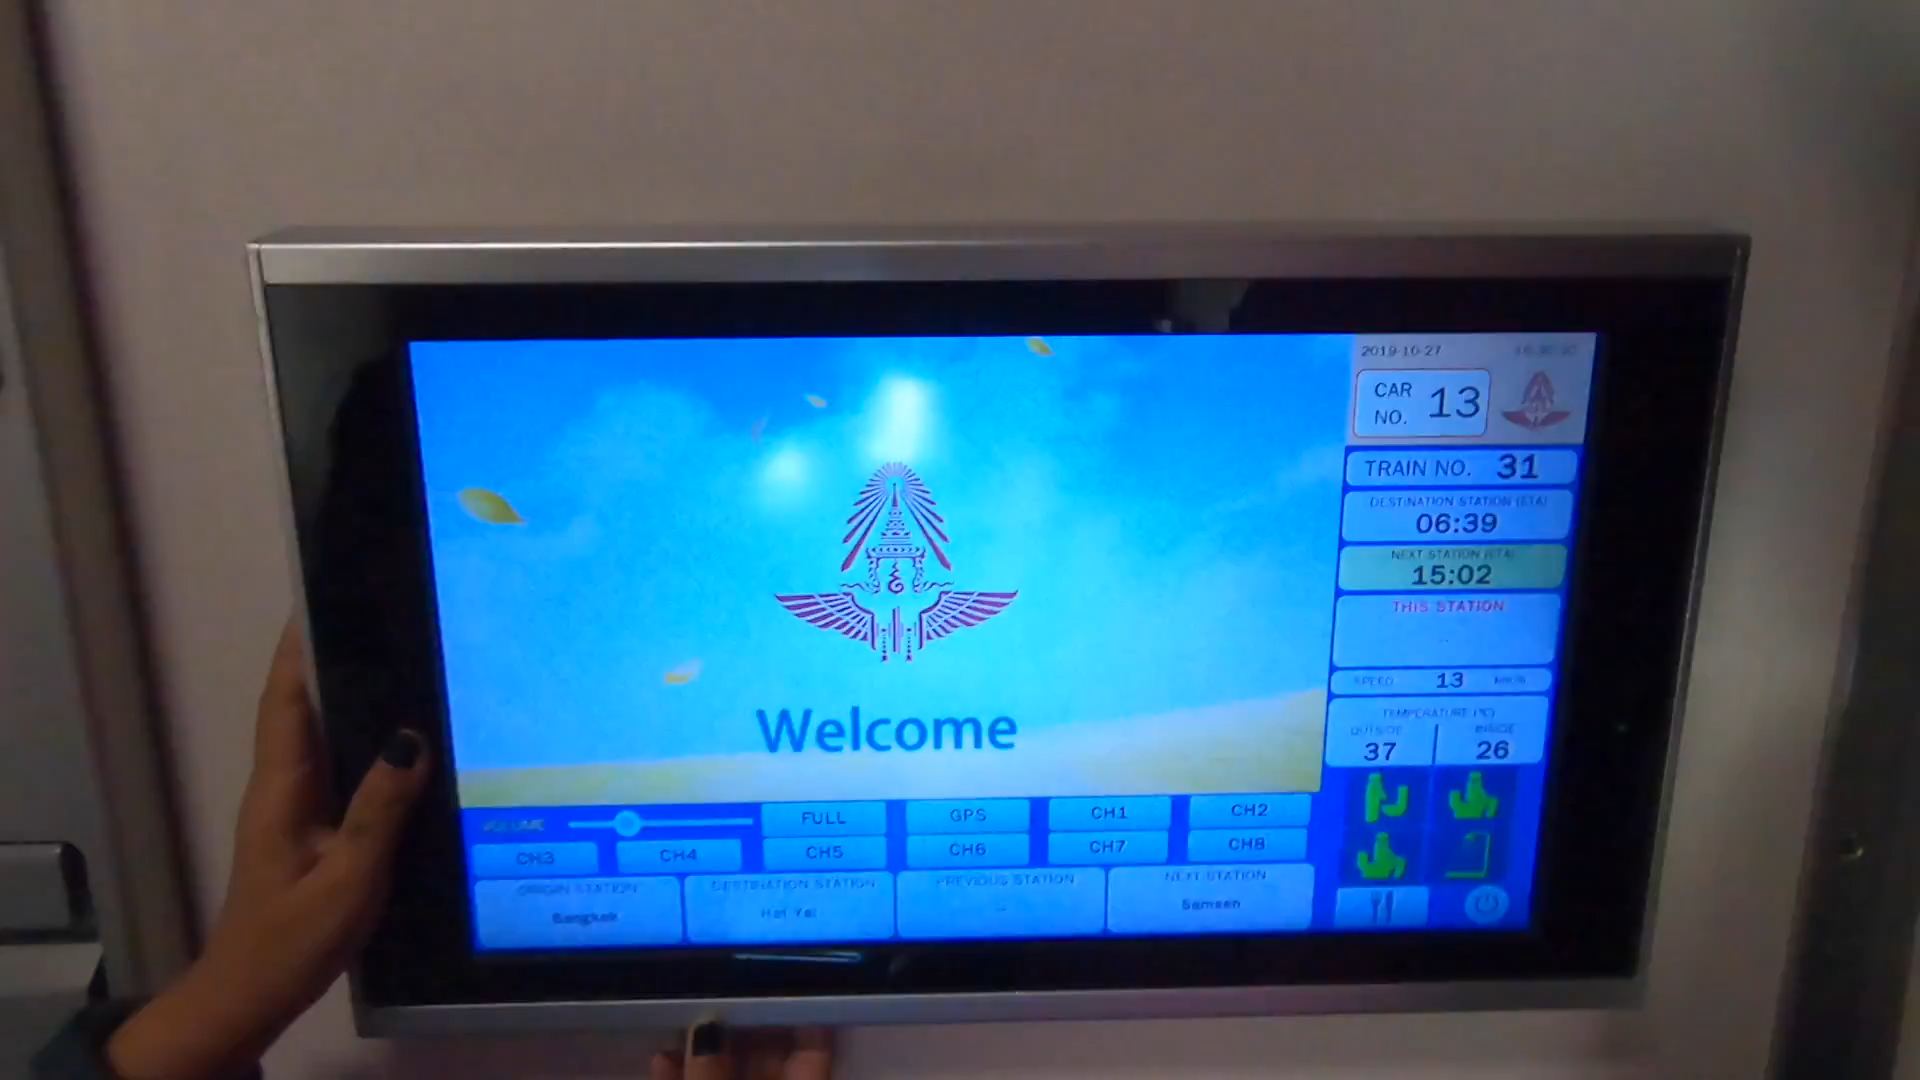 2019-10-27
CAR NO. 13
TRAIN NO. 31
DESTINATION STATION (ETA)
06:39
NEXT STATION (ETA)
15:02
THIS STATION
--
SPEED 13 km/h
TEMPERATURE (℃)
OUTSIDE INSIDE
37 26
Welcome
VOLUME FULL GPS CH1 CH2
CH3 CH4 CH5 CH6 CH7 CH8
ORIGIN STATION DESTINATION STATION PREVIOUS STATION NEXT STATION
Bangkok Hat Yai -- Samsen